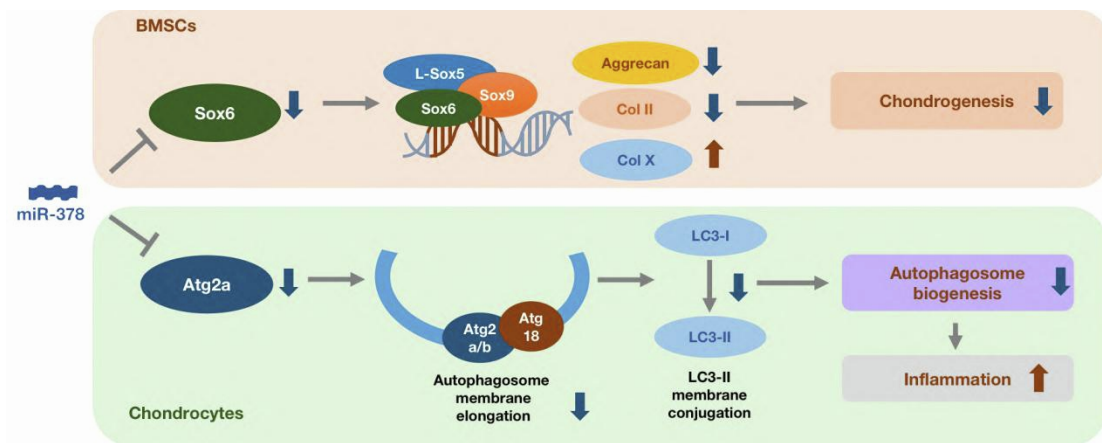 BMSCs
Sox6
L-Sox5
Sox9
Sox6
Aggrecan
Col II
Col X
Chondrogenesis
miR-378
Atg2a
Atg2
a/b
Atg
18
Autophagosome
membrane
elongation
LC3-I
LC3-II
LC3-II
membrane
conjugation
Autophagosome
biogenesis
Inflammation
Chondrocytes